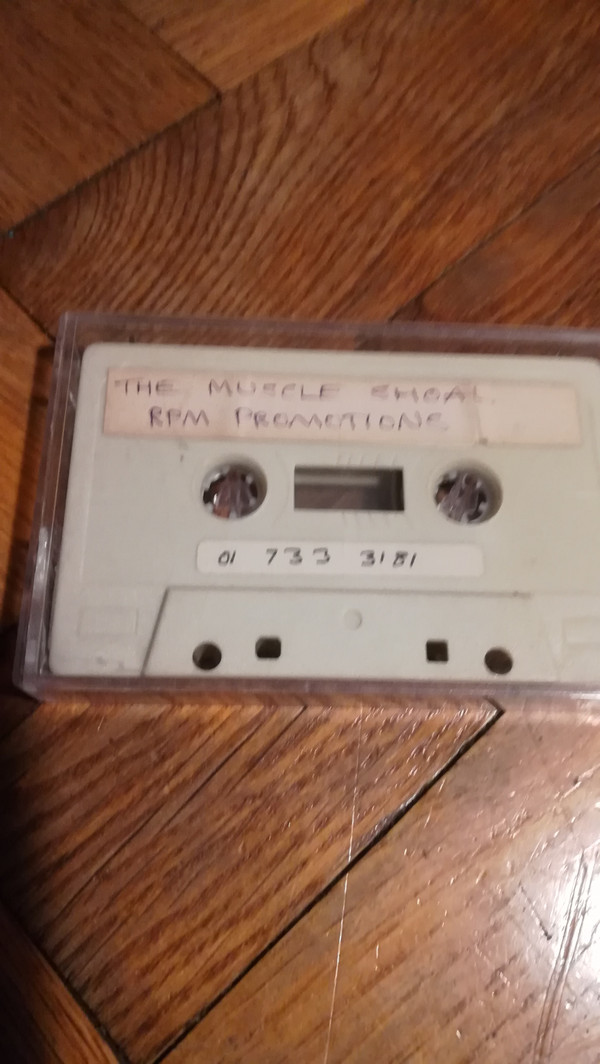 THE MUSCLE SHOAL.
RPM PROMOTIONS
01 733 3181